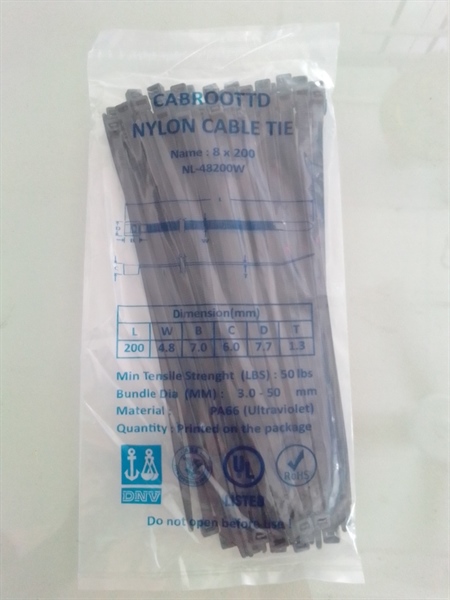 CABROOTTD
NYLON CABLE TIE
Name : 8 x 200
NL-48200W
Dimension(mm)
L W B C D T
200 4.8 7.0 6.0 7.7 1.3
Min Tensile Strenght (LBS) : 50 lbs
Bundle Dia (MM) : 3.0 - 50 mm
Material : PA66 (Ultraviolet)
Quantity : Printed on the package
DNV
UL
LISTED
RoHS
Do not open before use